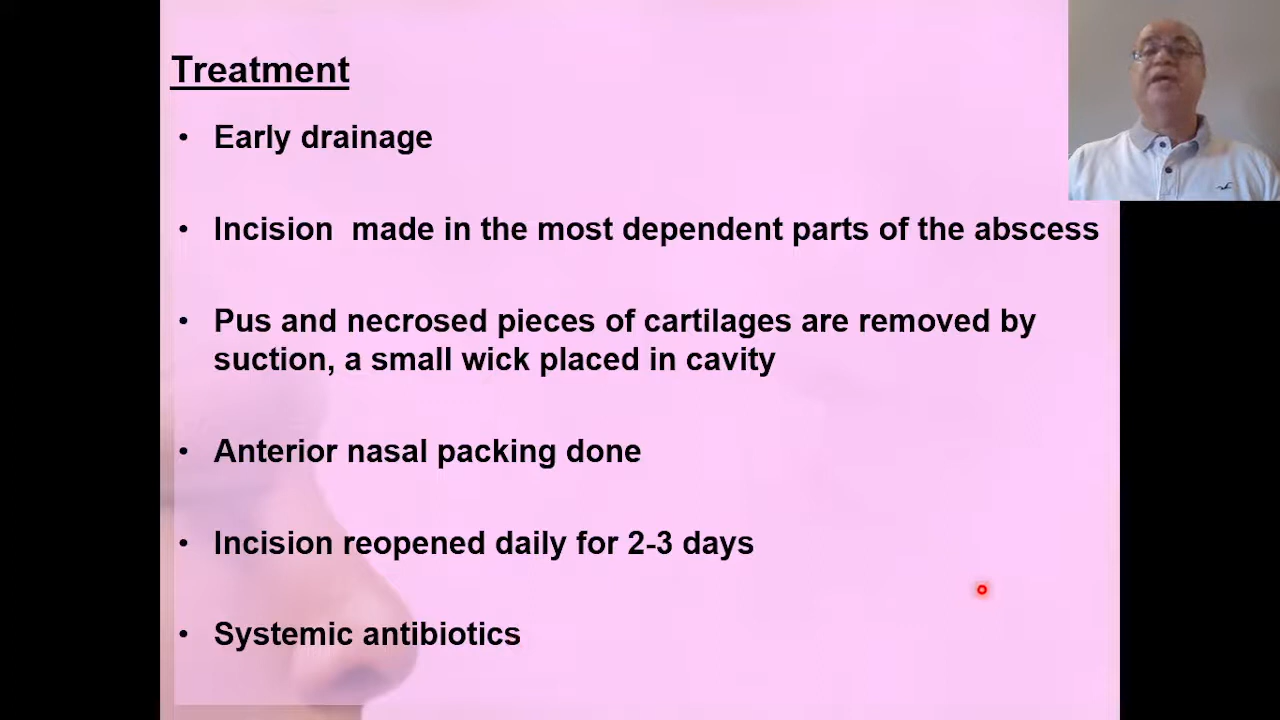 Treatment
• Early drainage
• Incision made in the most dependent parts of the abscess
• Pus and necrosed pieces of cartilages are removed by
suction, a small wick placed in cavity
• Anterior nasal packing done
• Incision reopened daily for 2-3 days
• Systemic antibiotics